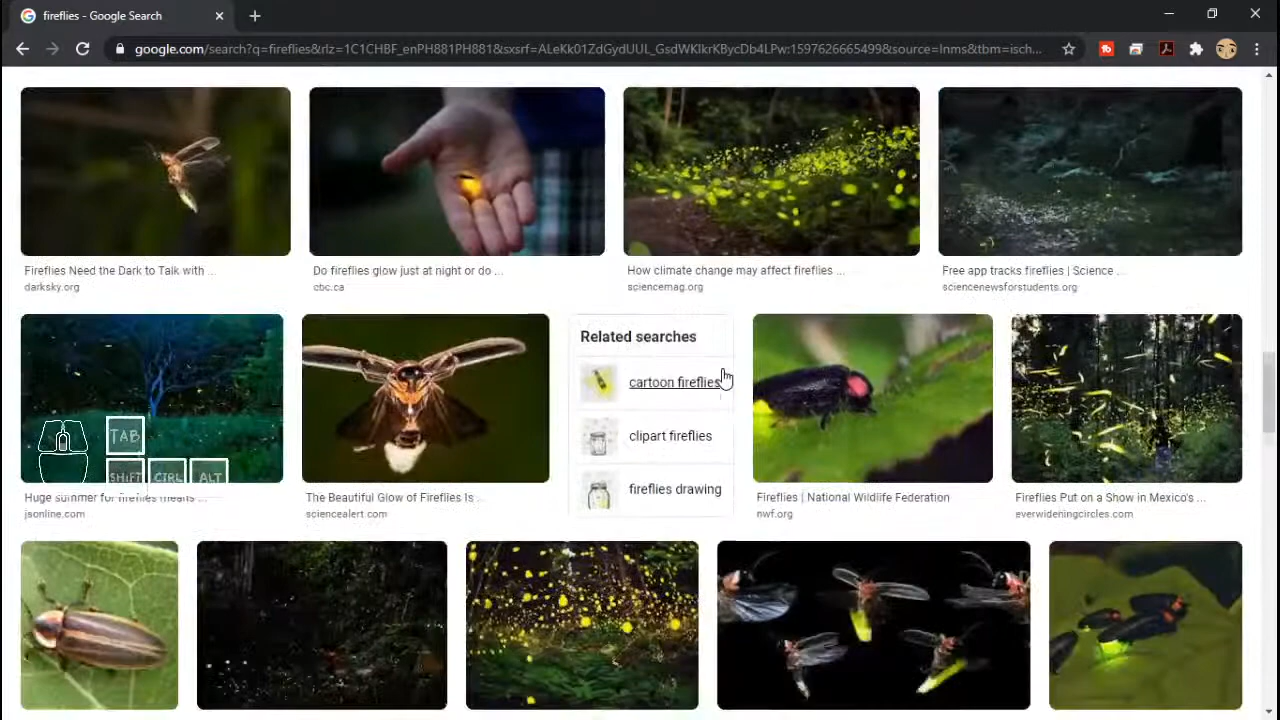 fireflies - Google Search
google.com/search?q=fireflies&rlz=1C1CHBF_enPH881PH881&sxsrf=ALeKk01ZdGydUUL_GsdWKIkrKBycDb4LPw:1597626665499&source=lnms&tbm=isch...
Fireflies Need the Dark to Talk with ...
darksky.org
Do fireflies glow just at night or do ...
cbc.ca
How climate change may affect fireflies ...
sciencemag.org
Free app tracks fireflies | Science ...
sciencenewsforstudents.org
Related searches
cartoon fireflies
clipart fireflies
fireflies drawing
TAB
SHIFT
CTRL
ALT
Huge summer for fireflies means ...
jsonline.com
The Beautiful Glow of Fireflies Is ...
sciencealert.com
Fireflies | National Wildlife Federation
nwf.org
Fireflies Put on a Show in Mexico's ...
everwideningcircles.com